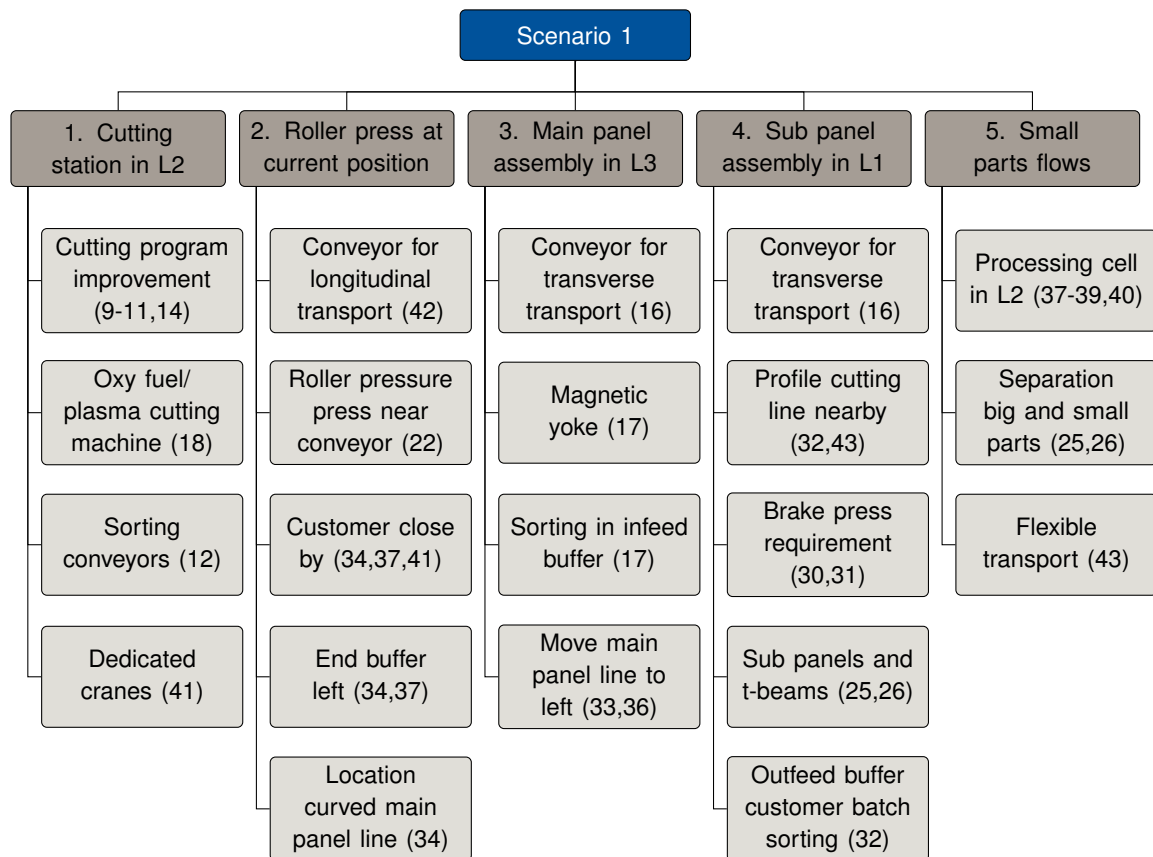 Scenario 1
1. Cutting
station in L2
2. Roller press at
current position
3. Main panel
assembly in L3
4. Sub panel
assembly in L1
5. Small
parts flows
Cutting program
improvement
(9-11,14)
Oxy fuel/
plasma cutting
machine (18)
Sorting
conveyors (12)
Dedicated
cranes (41)
Conveyor for
longitudinal
transport (42)
Roller pressure
press near
conveyor (22)
Customer close
by (34,37,41)
End buffer
left (34,37)
Location
curved main
panel line (34)
Conveyor for
transverse
transport (16)
Magnetic
yoke (17)
Sorting in infeed
buffer (17)
Move main
panel line to
left (33,36)
Conveyor for
transverse
transport (16)
Profile cutting
line nearby
(32,43)
Brake press
requirement
(30,31)
Sub panels and
t-beams (25,26)
Outfeed buffer
customer batch
sorting (32)
Processing cell
in L2 (37-39,40)
Separation
big and small
parts (25,26)
Flexible
transport (43)